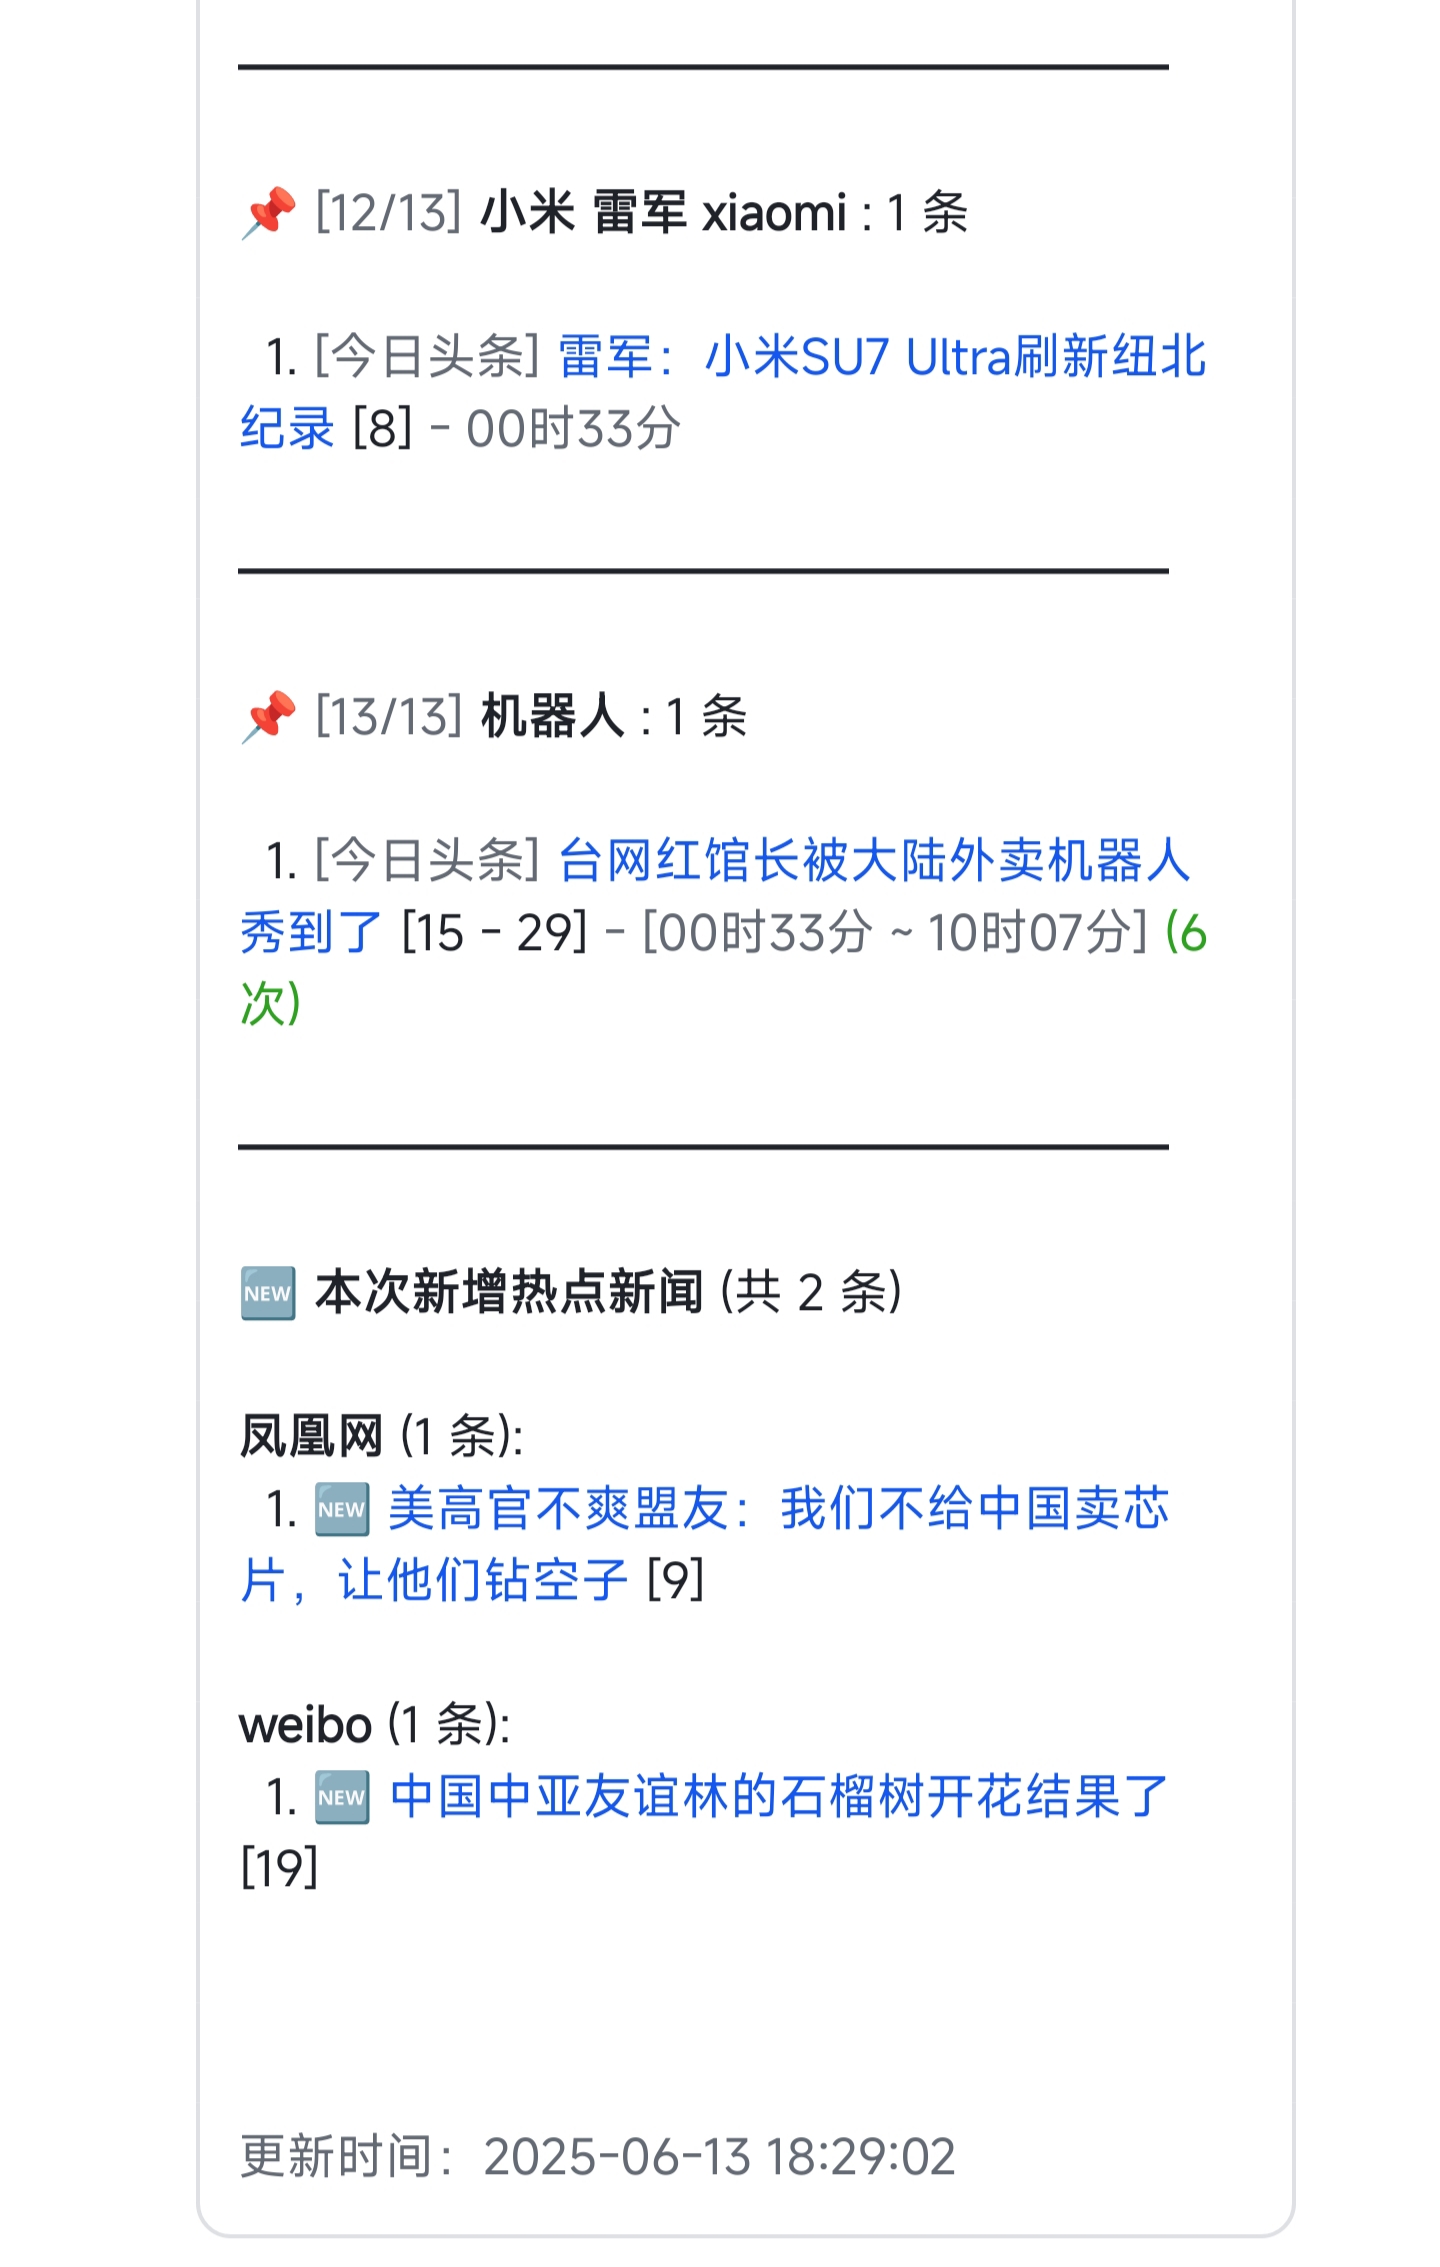 📌 [12/13] 小米 雷军 xiaomi : 1 条
1. [今日头条] 雷军：小米SU7 Ultra刷新纽北
纪录 [8] - 00时33分
📌 [13/13] 机器人 : 1 条
1. [今日头条] 台网红馆长被大陆外卖机器人
秀到了 [15 - 29] - [00时33分 ~ 10时07分] (6
次)
🆕 本次新增热点新闻 (共 2 条)
凤凰网 (1 条):
1. 🆕 美高官不爽盟友：我们不给中国卖芯
片，让他们钻空子 [9]
weibo (1 条):
1. 🆕 中国中亚友谊林的石榴树开花结果了
[19]
更新时间：2025-06-13 18:29:02